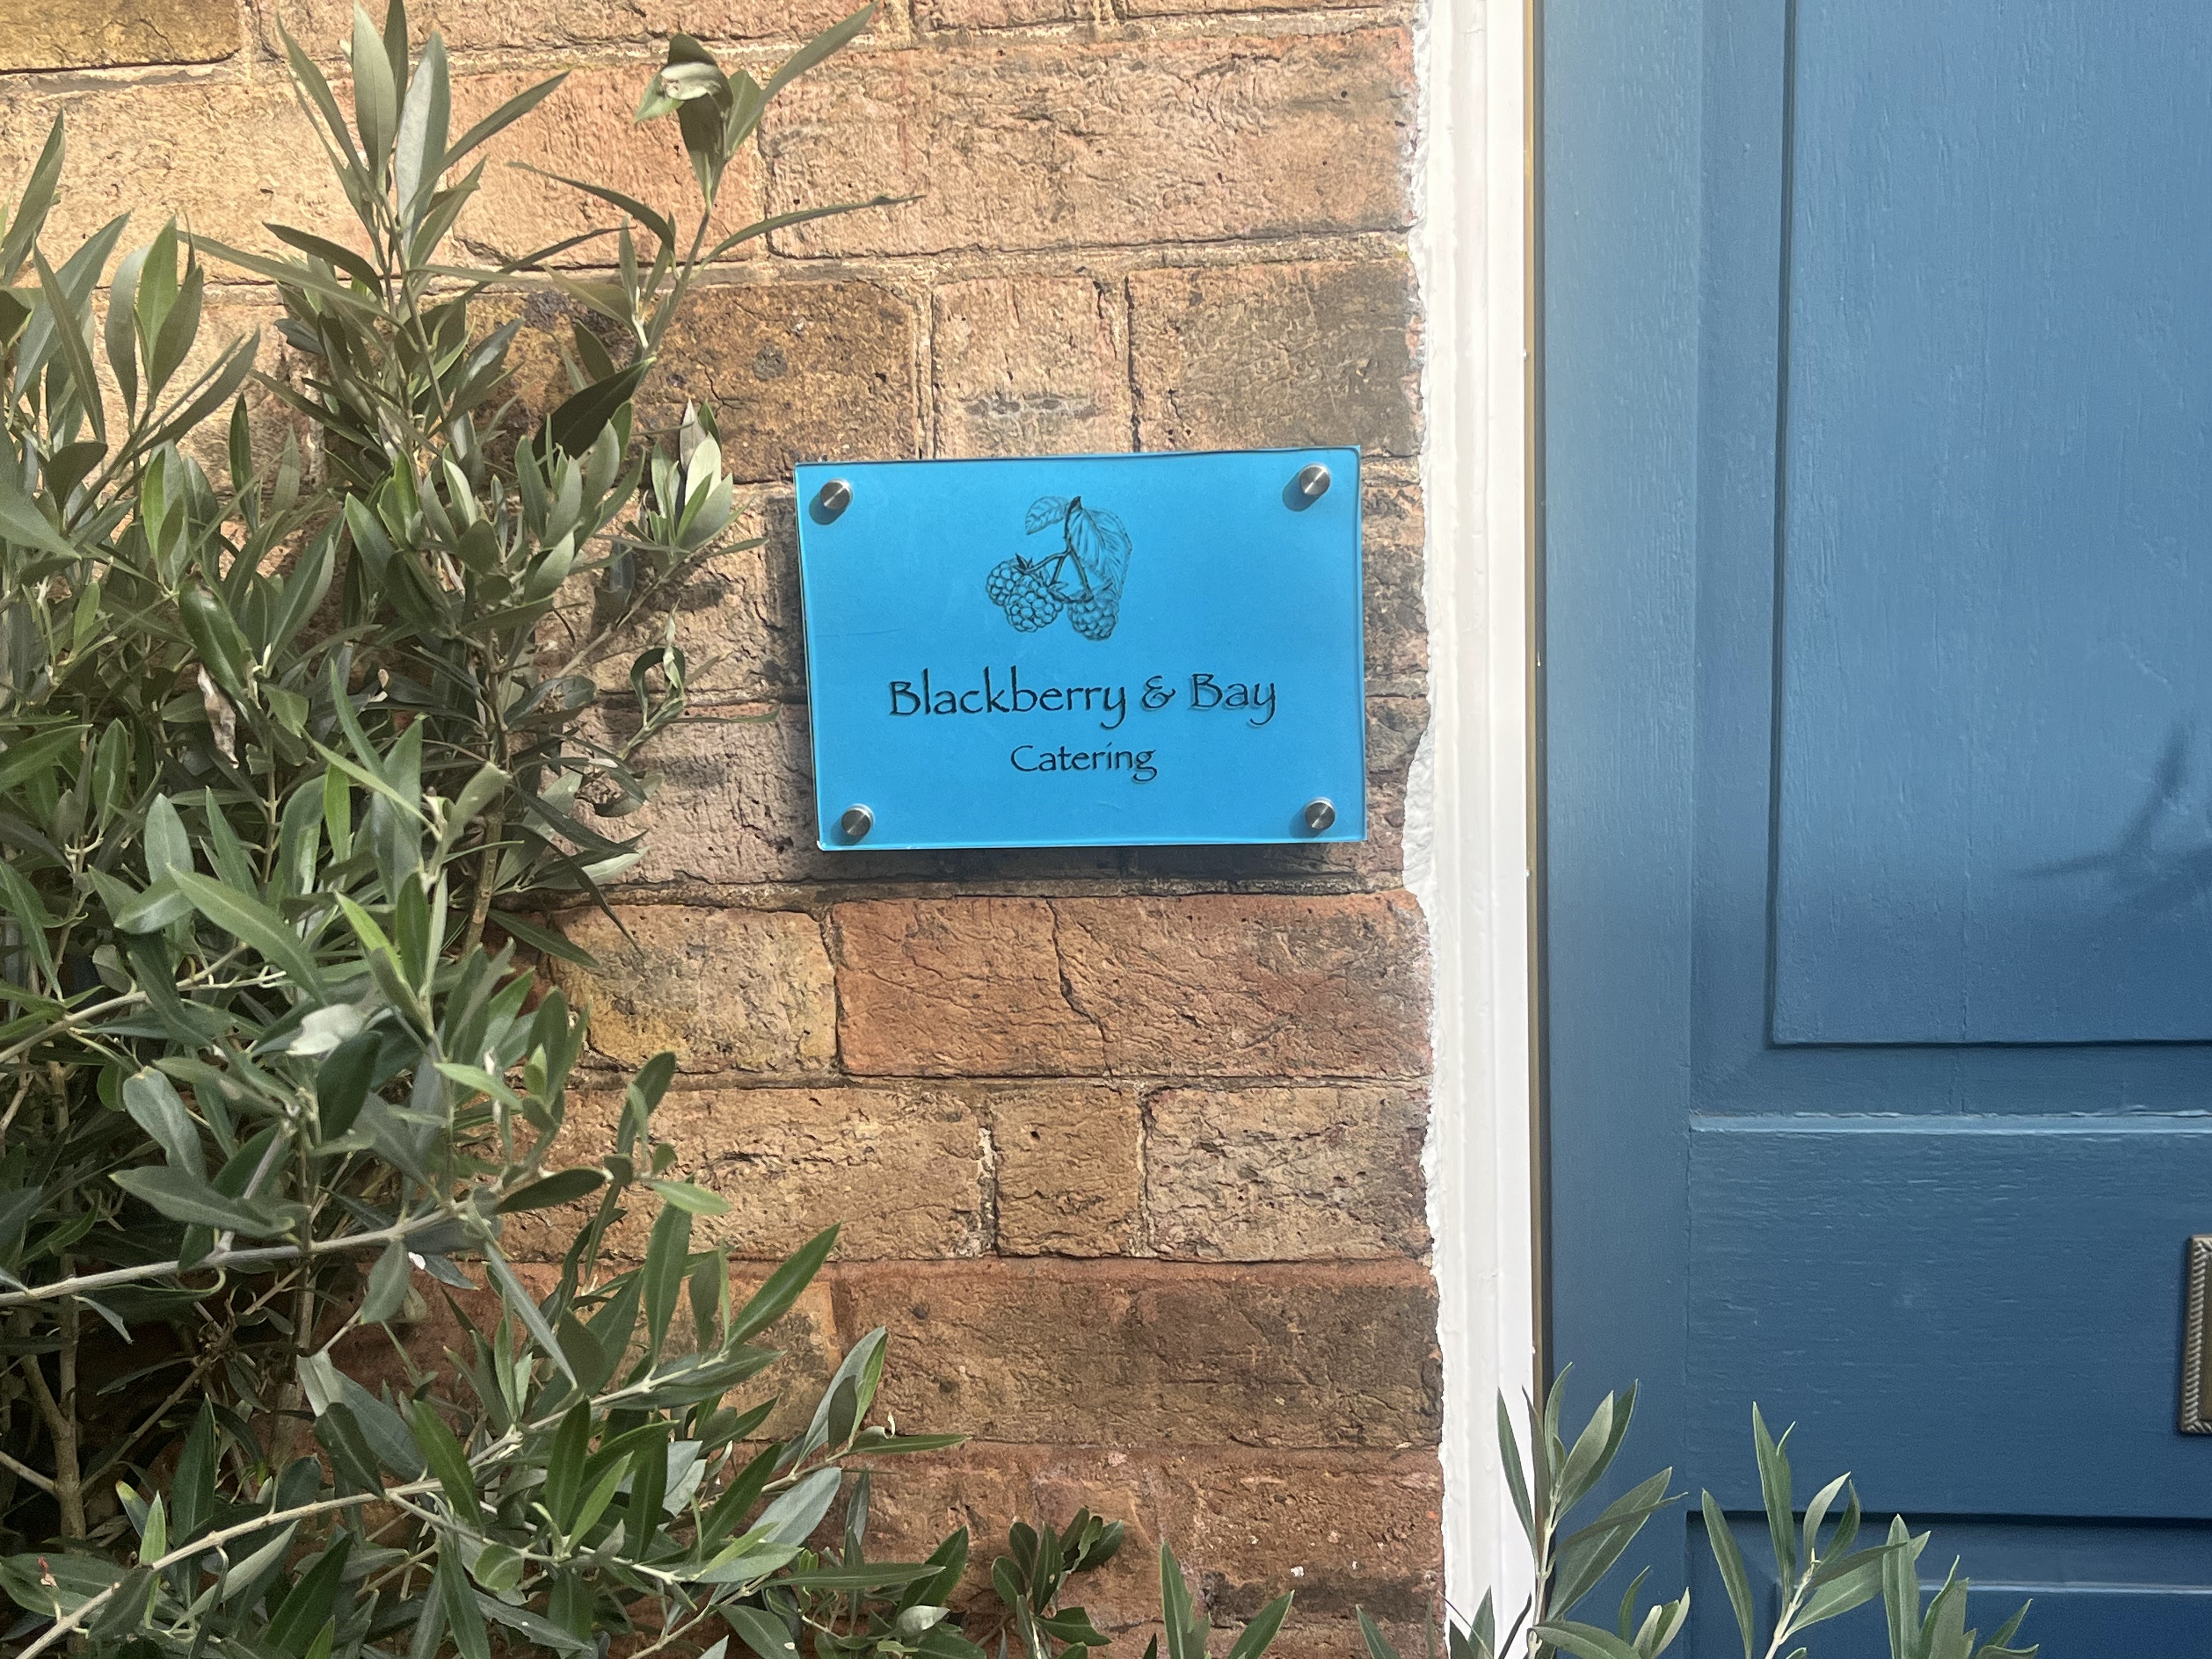 Blackberry & Bay
Catering